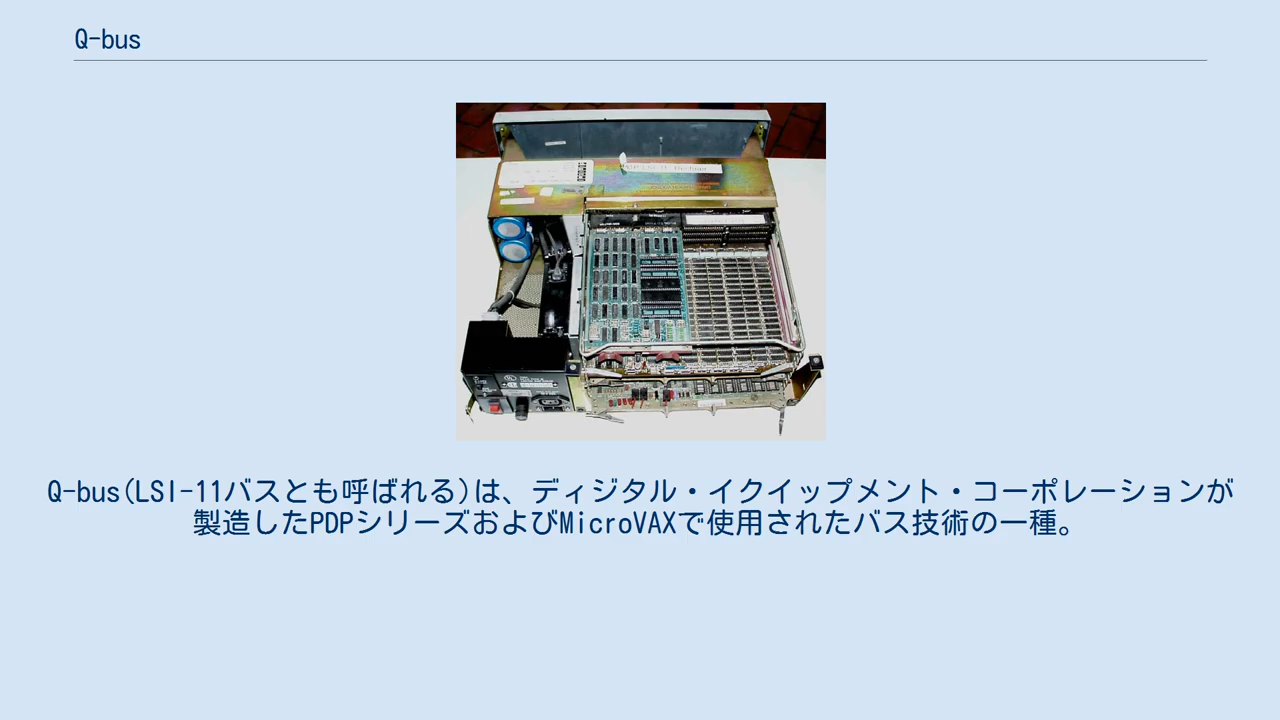 Q-bus
Q-bus(LSI-11バスとも呼ばれる)は、ディジタル・イクイップメント・コーポレーションが
製造したPDPシリーズおよびMicroVAXで使用されたバス技術の一種。